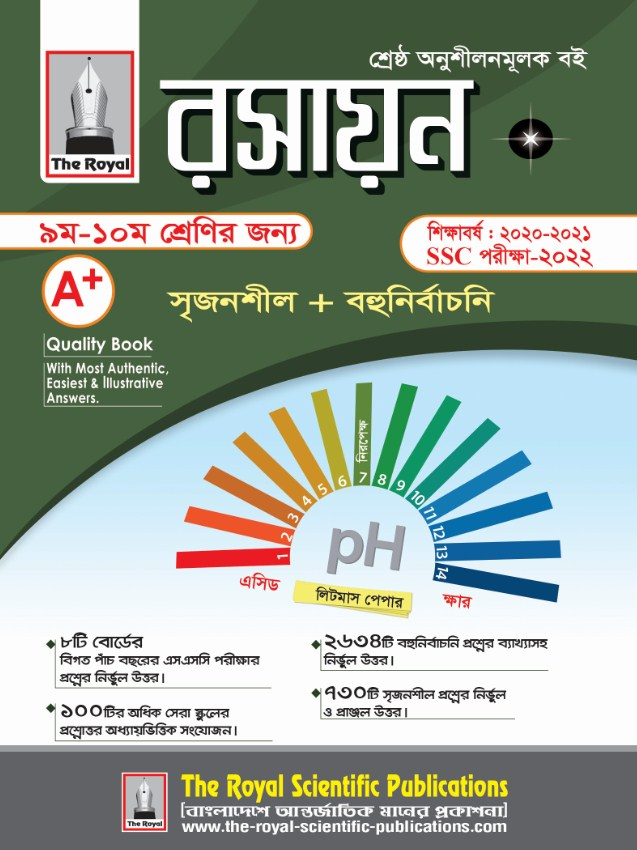 The Royal
শ্রেষ্ঠ অনুশীলনমূলক বই
রসায়ন
৯ম-১০ম শ্রেণির জন্য
শিক্ষাবর্ষ : ২০২০-২০২১
SSC পরীক্ষা-২০২২
A+
সৃজনশীল + বহুনির্বাচনি
Quality Book
With Most Authentic,
Easiest & Illustrative
Answers.
নিরপেক্ষ
1 2 3 4 5 6 7 8 9 10 11 12 13 14
pH
এসিড
লিটমাস পেপার
ক্ষার
৮টি বোর্ডের
বিগত পাঁচ বছরের এসএসসি পরীক্ষার
প্রশ্নের নির্ভুল উত্তর।
১০০টির অধিক সেরা স্কুলের
প্রশ্নোত্তর অধ্যায়ভিত্তিক সংযোজন।
২৬৩৪টি বহুনির্বাচনি প্রশ্নের ব্যাখ্যাসহ
নির্ভুল উত্তর।
৭৩০টি সৃজনশীল প্রশ্নের নির্ভুল
ও প্রাঞ্জল উত্তর।
The Royal
The Royal Scientific Publications
[বাংলাদেশে আন্তর্জাতিক মানের প্রকাশনা]
www.the-royal-scientific-publications.com